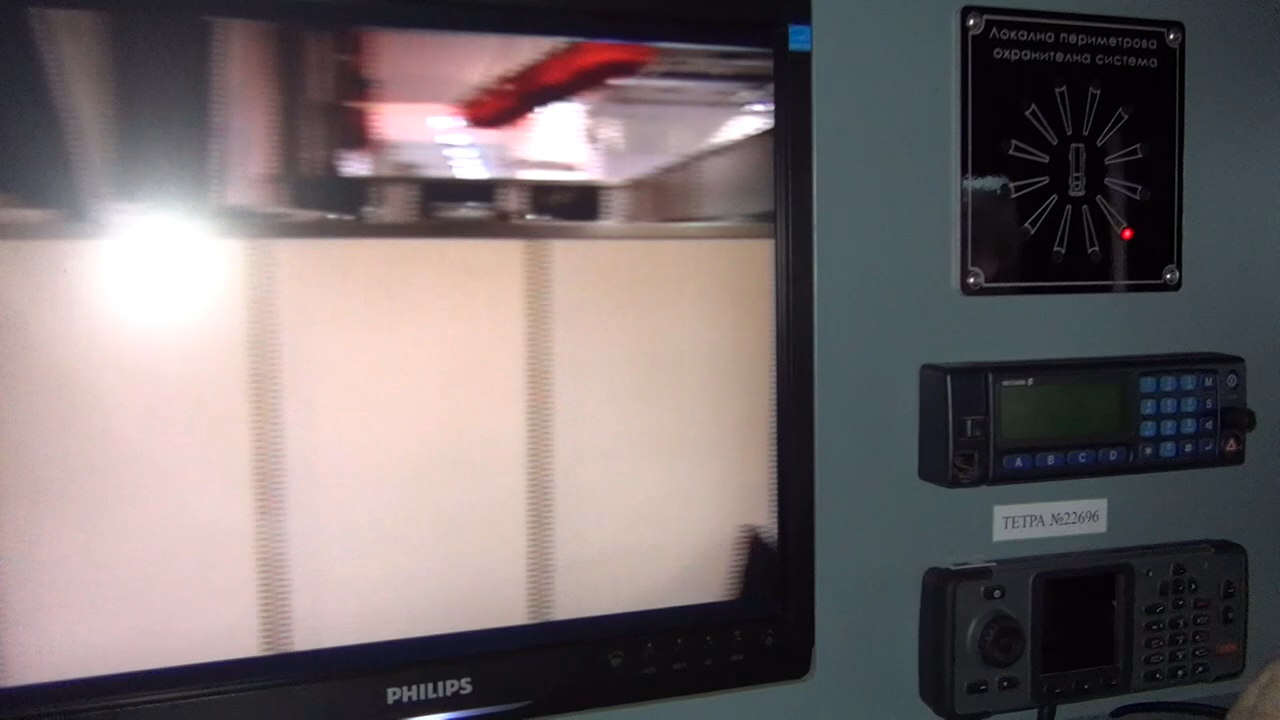 Локална периметрова
охранителна система
A B C D
M
S
ТЕТРА №22696
PHILIPS